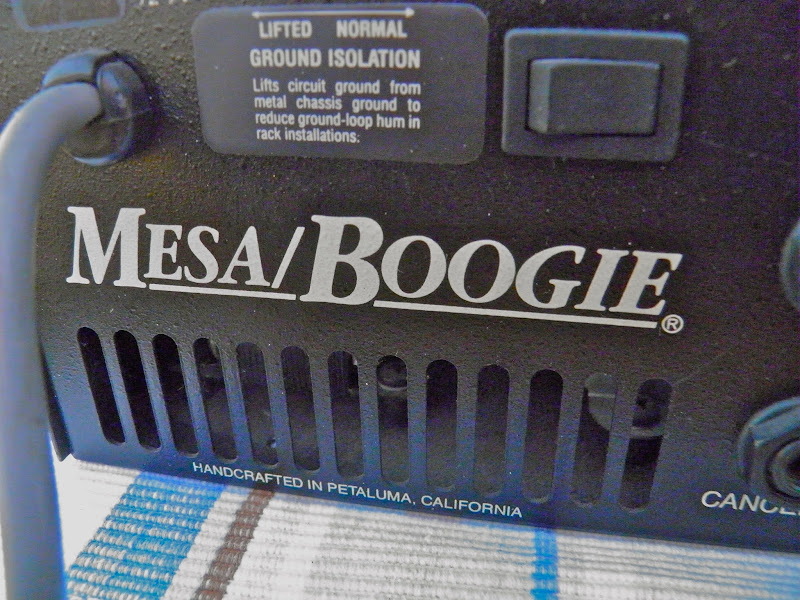 LIFTED NORMAL
GROUND ISOLATION
Lifts circuit ground from
metal chassis ground to
reduce ground-loop hum in
rack installations.
MESA/BOOGIE®
HANDCRAFTED IN PETALUMA, CALIFORNIA